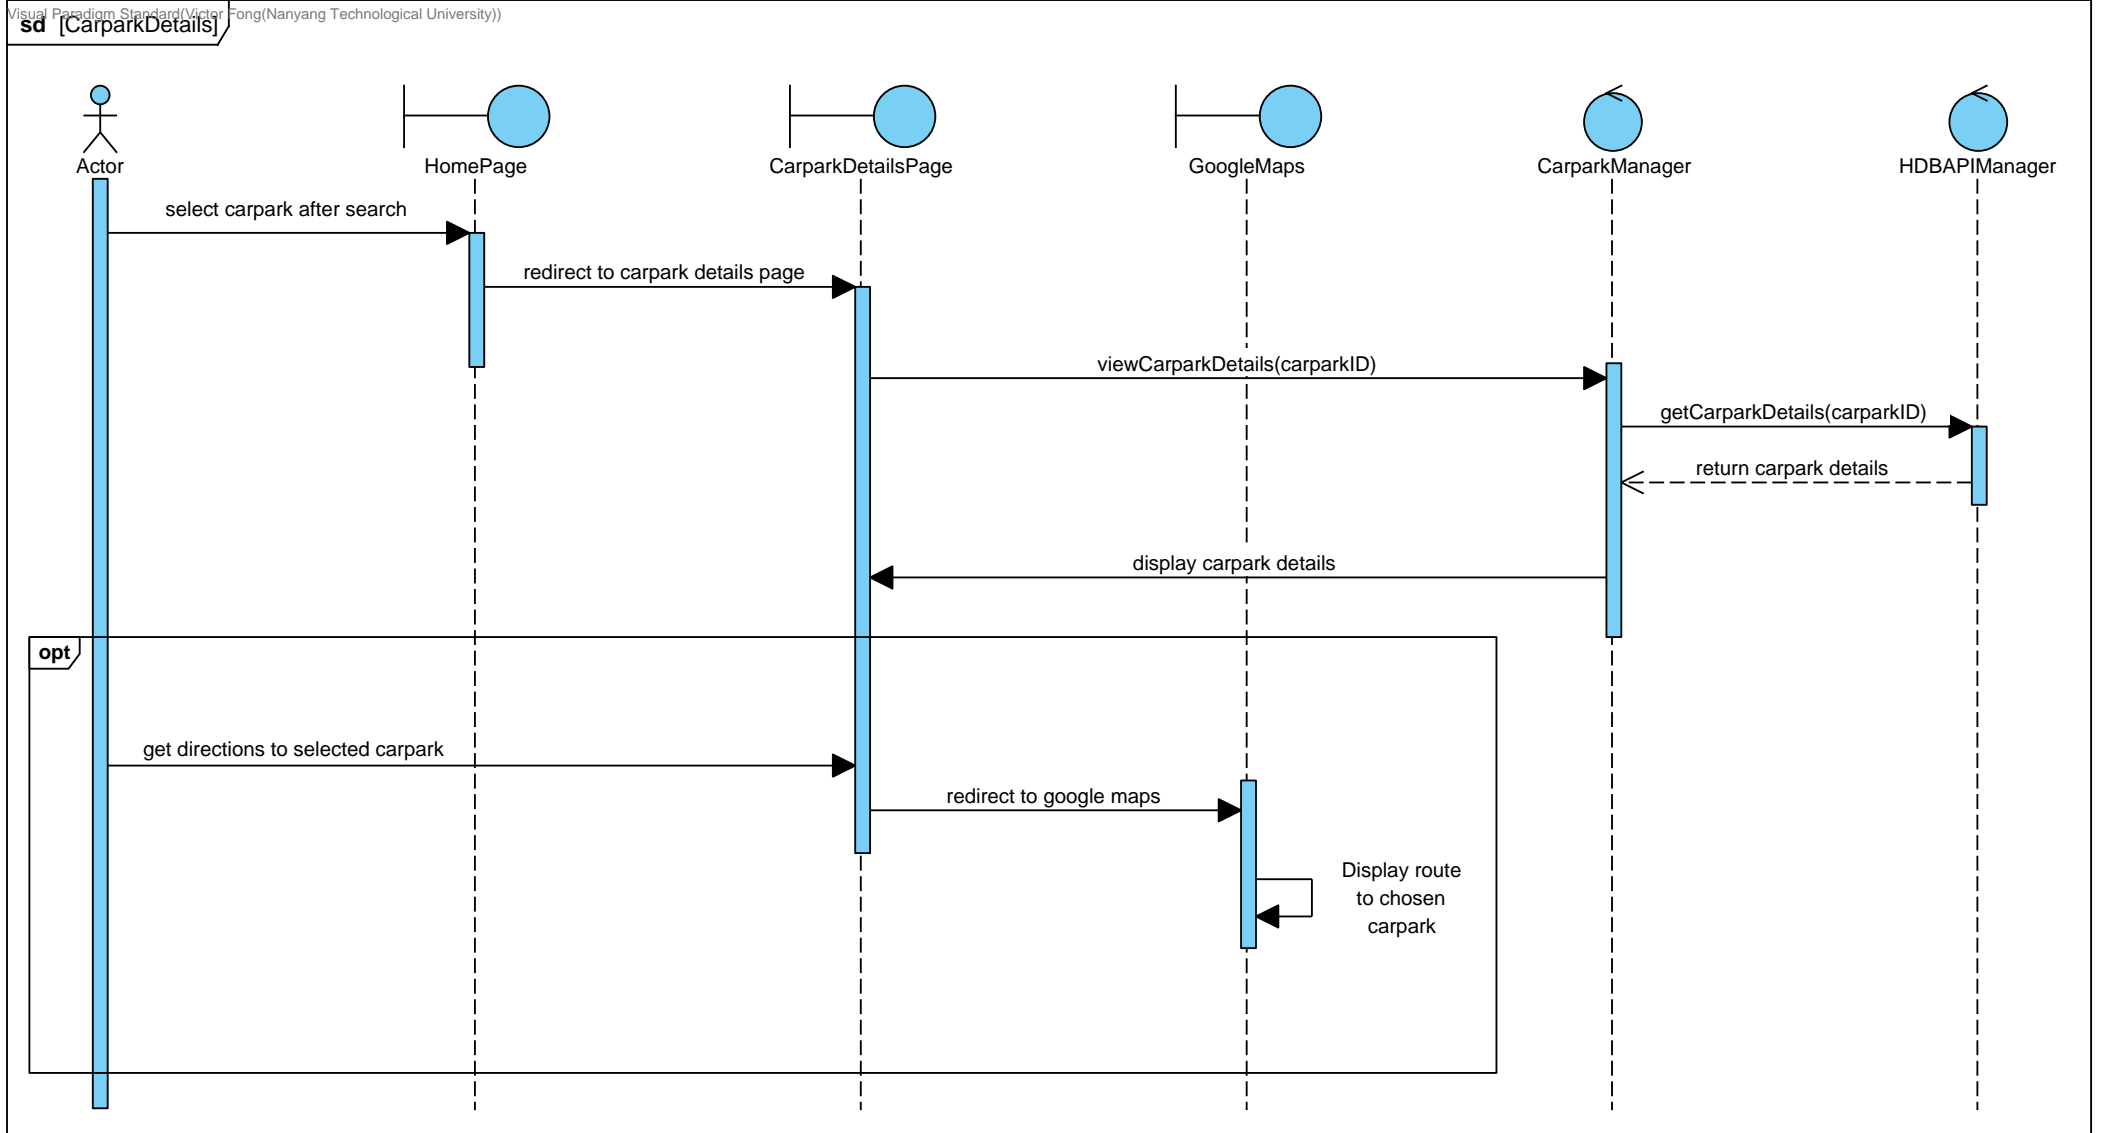 Visual Paradigm Standard(Victor Fong(Nanyang Technological University))
sd [CarparkDetails]
Actor
HomePage
CarparkDetailsPage
GoogleMaps
CarparkManager
HDBAPIManager
select carpark after search
redirect to carpark details page
viewCarparkDetails(carparkID)
getCarparkDetails(carparkID)
return carpark details
display carpark details
opt
get directions to selected carpark
redirect to google maps
Display route
to chosen
carpark